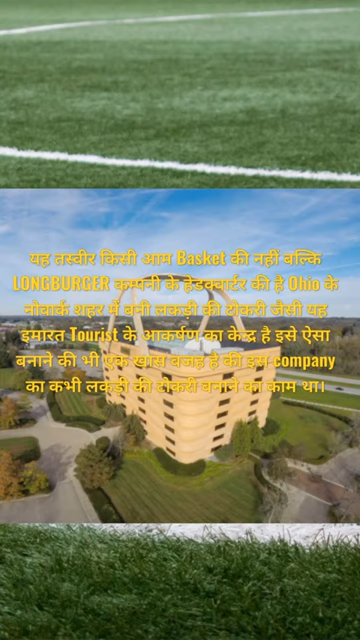 यह तस्वीर किसी आम Basket की नहीं बल्कि
LONGBURGER कम्पनी के हेडक्वार्टर की है Ohio के
नोवार्क शहर में बनी लकड़ी की टोकरी जैसी यह
इमारत Tourist के आकर्षण का केन्द्र है इसे ऐसा
बनाने की भी एक खास वजह है की इस company
का कभी लकड़ी की टोकरी बनाने का काम था।